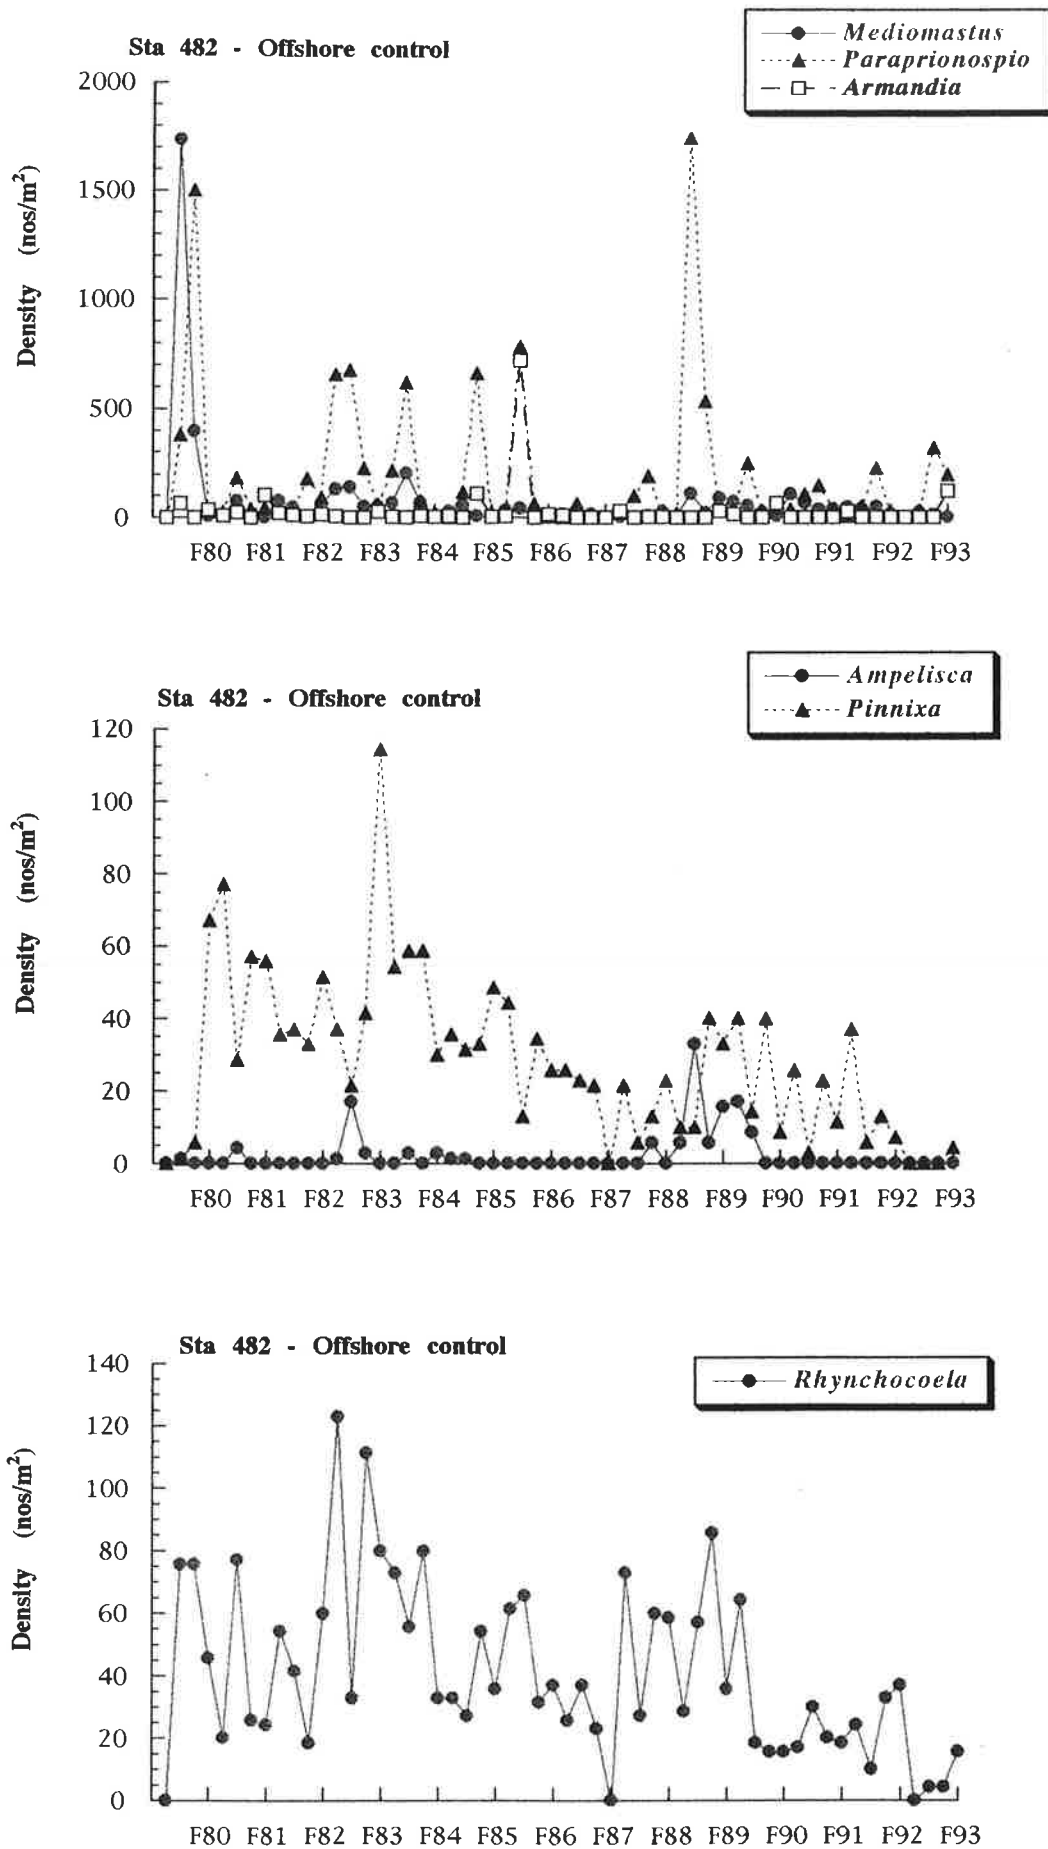 Mediomastus
Paraprionospio
Armandia
Sta 482 - Offshore control
2000
1500
1000
500
0
Density (nos/m²)
F80 F81 F82 F83 F84 F85 F86 F87 F88 F89 F90 F91 F92 F93
Ampelisca
Pinnixa
Sta 482 - Offshore control
120
100
80
60
40
20
0
Density (nos/m²)
F80 F81 F82 F83 F84 F85 F86 F87 F88 F89 F90 F91 F92 F93
Sta 482 - Offshore control
Rhynchocoela
140
120
100
80
60
40
20
0
Density (nos/m²)
F80 F81 F82 F83 F84 F85 F86 F87 F88 F89 F90 F91 F92 F93